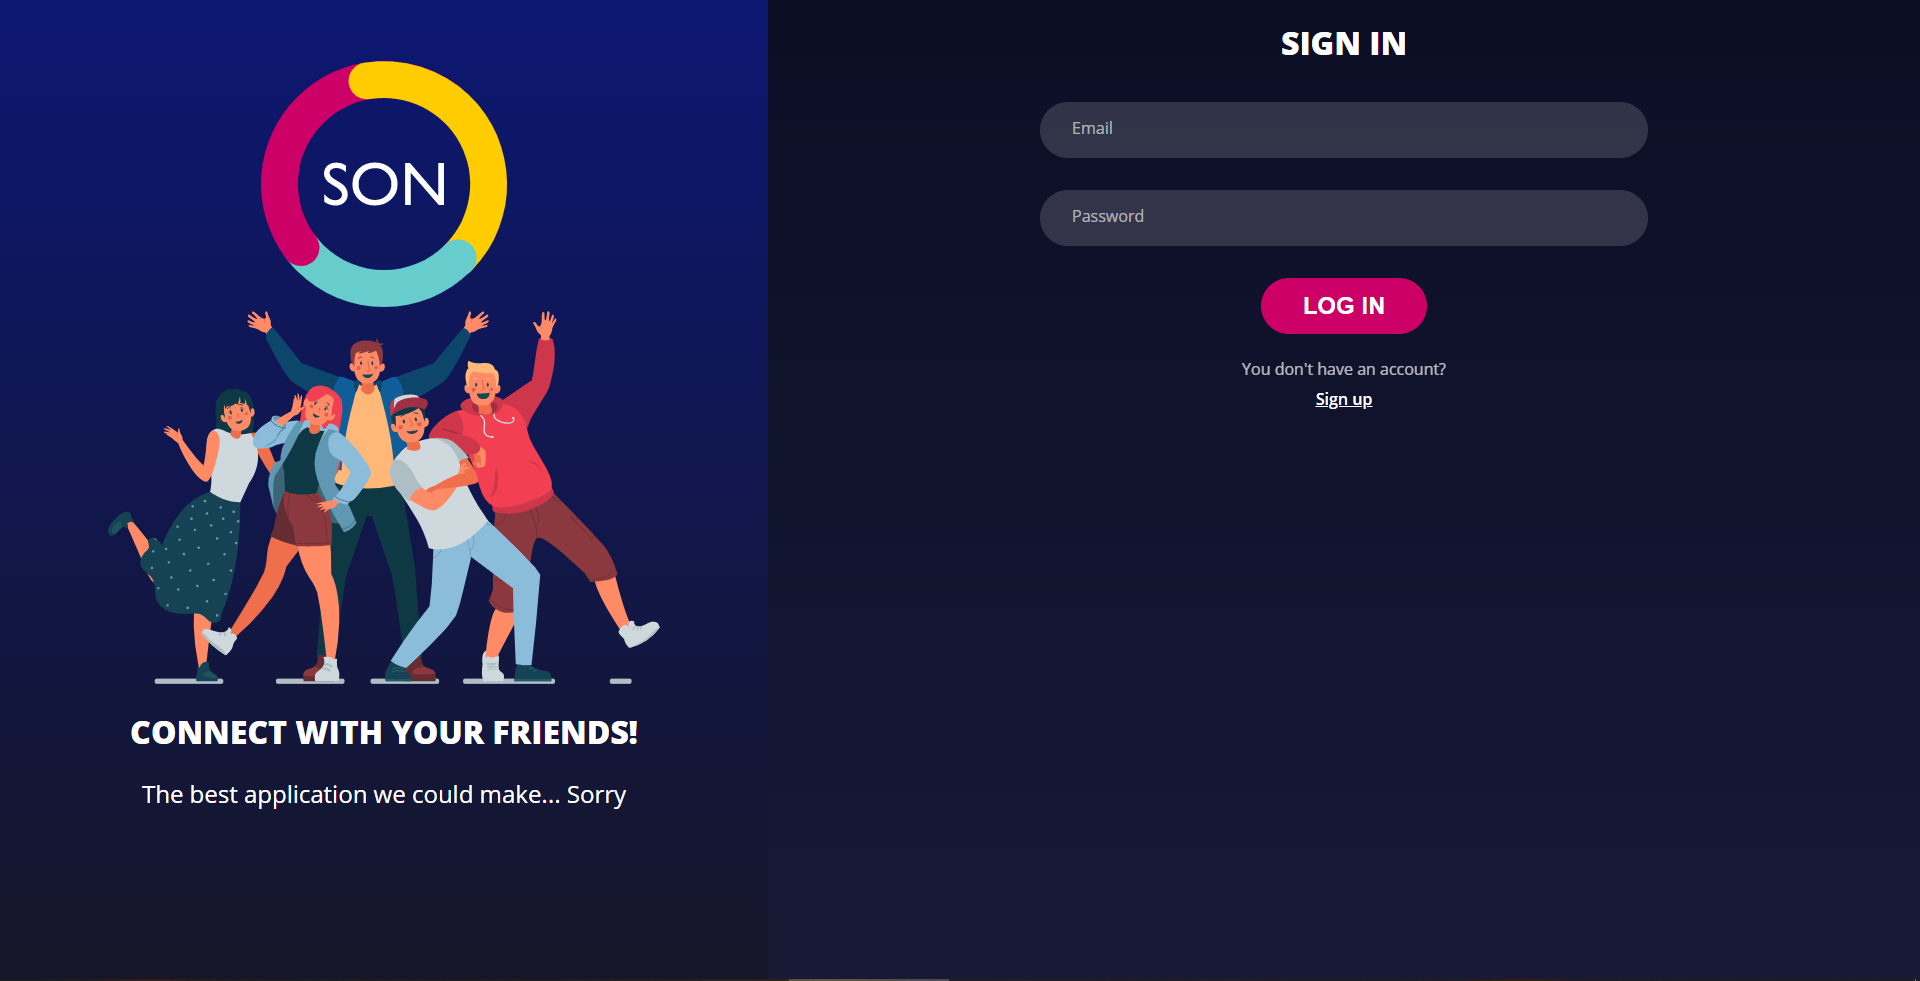 SON
CONNECT WITH YOUR FRIENDS!
The best application we could make... Sorry
SIGN IN
Email
Password
LOG IN
You don't have an account?
Sign up